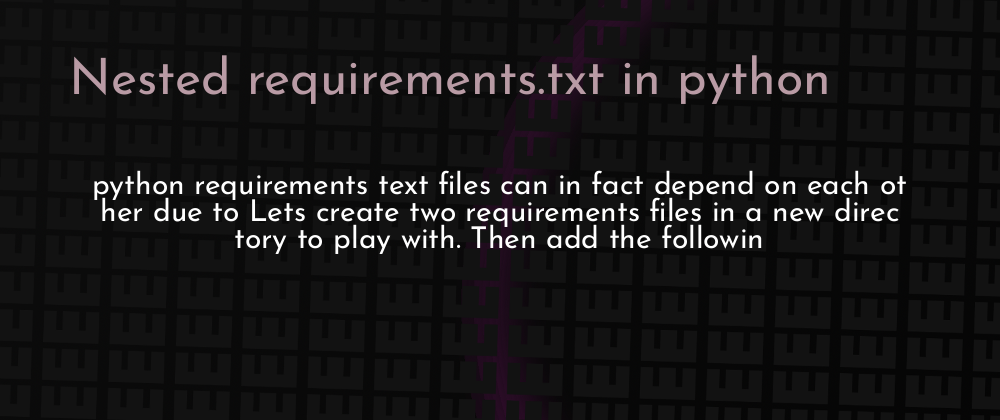 Nested requirements.txt in python
python requirements text files can in fact depend on each ot
her due to Lets create two requirements files in a new direc
tory to play with. Then add the followin